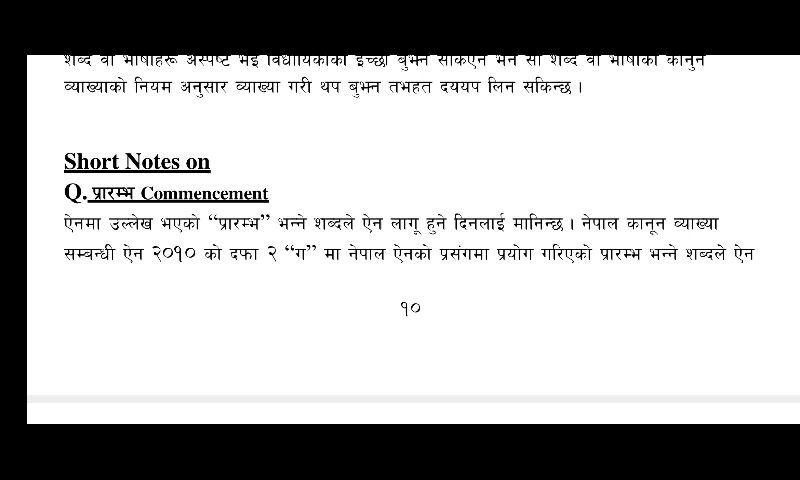 शब्द वा भाषाहरू अस्पष्ट भई विधायिकाको इच्छा बुझ्न सकिएन भने सो शब्द वा भाषाको कानुन
व्याख्याको नियम अनुसार व्याख्या गरी थप बुझ्न तभहत दययप लिन सकिन्छ ।
Short Notes on
Q. प्रारम्भ Commencement
ऐनमा उल्लेख भएको “प्रारम्भ” भन्ने शब्दले ऐन लागू हुने दिनलाई मानिन्छ । नेपाल कानून व्याख्या
सम्बन्धी ऐन २०१० को दफा २ “ग” मा नेपाल ऐनको प्रसंगमा प्रयोग गरिएको प्रारम्भ भन्ने शब्दले ऐन
१०